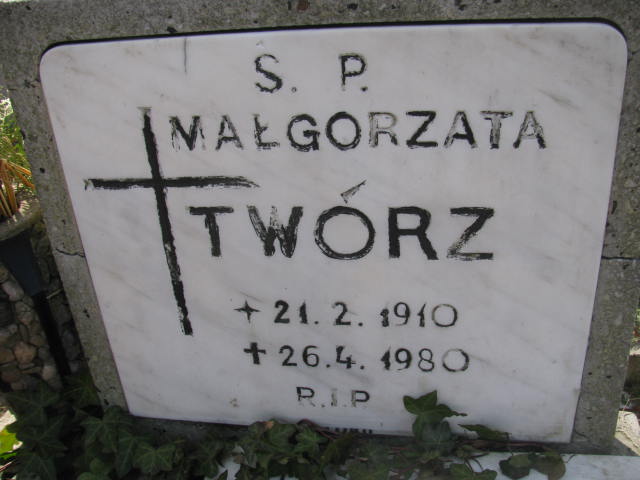 S. P.
MAŁGORZATA
TWÓRZ
+ 21. 2. 1910
+ 26. 4. 1980
R.I.P